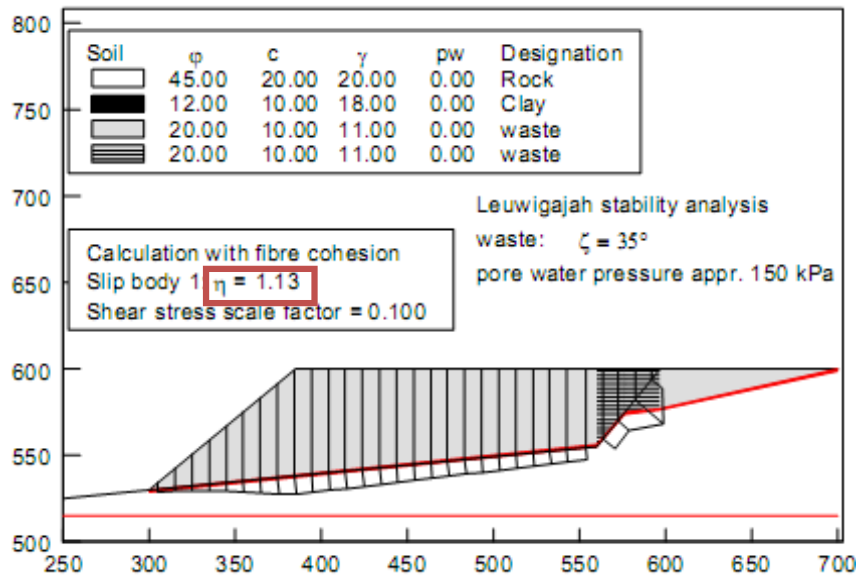 800
750
700
650
600
550
500
Soil φ c γ pw Designation
45.00 20.00 20.00 0.00 Rock
12.00 10.00 18.00 0.00 Clay
20.00 10.00 11.00 0.00 waste
20.00 10.00 11.00 0.00 waste
Leuwigajah stability analysis
waste: ζ = 35°
pore water pressure appr. 150 kPa
Calculation with fibre cohesion
Slip body 1: η = 1.13
Shear stress scale factor = 0.100
250 300 350 400 450 500 550 600 650 700